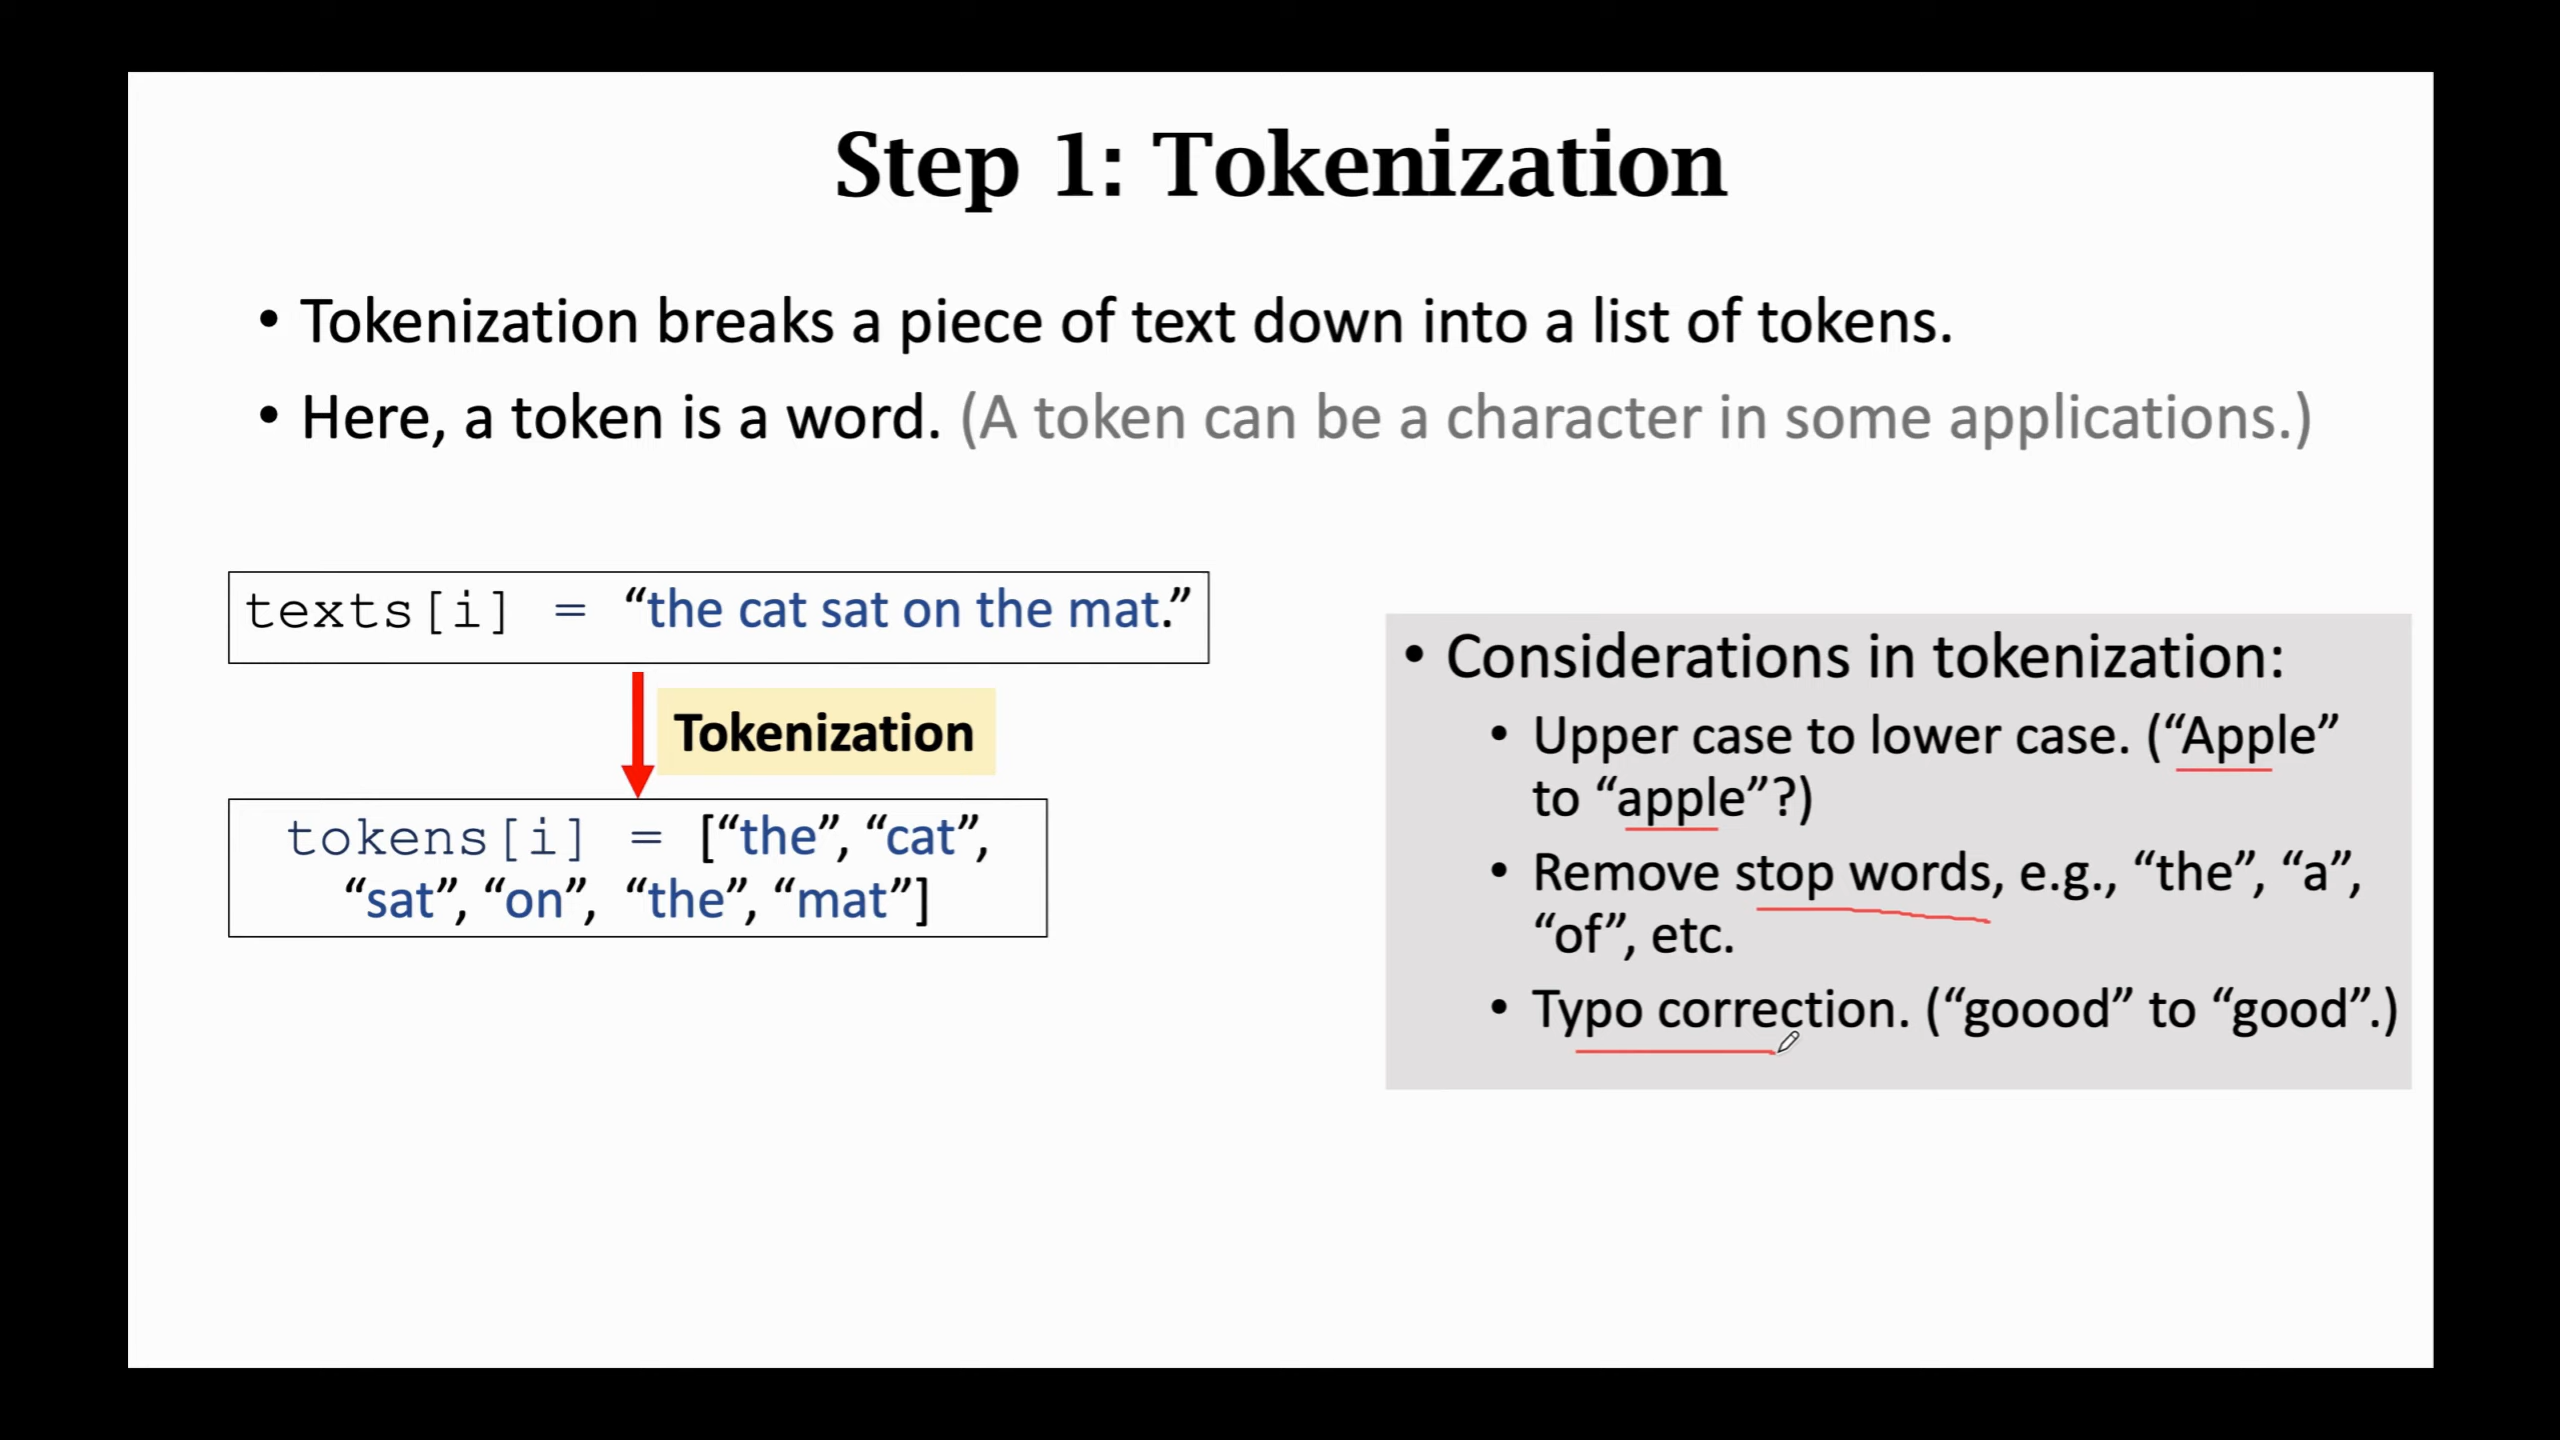 Step 1: Tokenization
• Tokenization breaks a piece of text down into a list of tokens.
• Here, a token is a word. (A token can be a character in some applications.)
texts[i] = “the cat sat on the mat.”
Tokenization
tokens[i] = [“the”, “cat”,
“sat”, “on”, “the”, “mat”]
• Considerations in tokenization:
• Upper case to lower case. (“Apple”
to “apple”?)
• Remove stop words, e.g., “the”, “a”,
“of”, etc.
• Typo correction. (“goood” to “good”.)